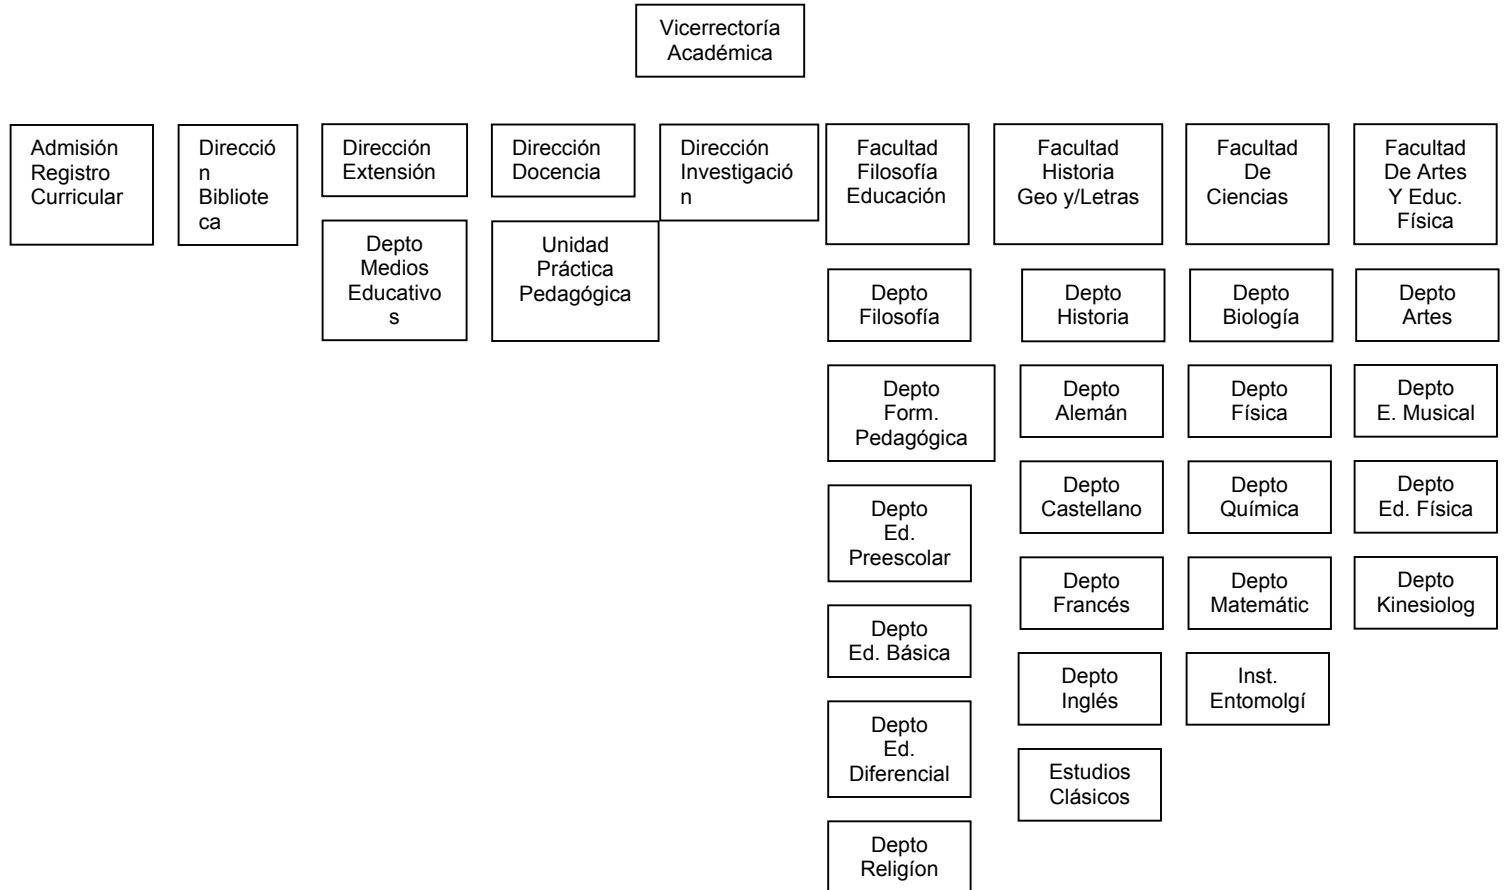 Vicerrectoría
Académica
Admisión
Registro
Curricular
Direcció
n
Bibliote
ca
Dirección
Extensión
Dirección
Docencia
Dirección
Investigació
n
Facultad
Filosofía
Educación
Facultad
Historia
Geo y/Letras
Facultad
De
Ciencias
Facultad
De Artes
Y Educ.
Física
Depto
Medios
Educativo
s
Unidad
Práctica
Pedagógica
Depto
Filosofía
Depto
Historia
Depto
Biología
Depto
Artes
Depto
Form.
Pedagógica
Depto
Alemán
Depto
Física
Depto
E. Musical
Depto
Ed.
Preescolar
Depto
Castellano
Depto
Química
Depto
Ed. Física
Depto
Ed. Básica
Depto
Francés
Depto
Matemátic
Depto
Kinesiolog
Depto
Ed.
Diferencial
Depto
Inglés
Inst.
Entomolgí
Estudios
Clásicos
Depto
Religíon